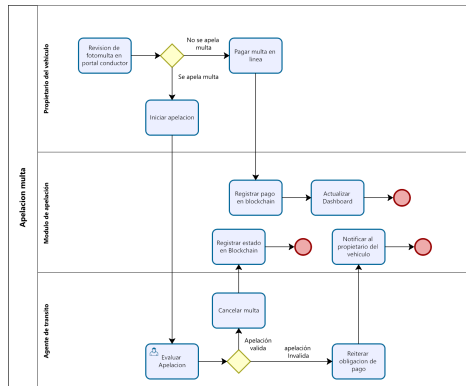 Apelacion multa
Propietario del vehiculo
Revision de
fotomulta en
portal conductor
No se apela
multa
Pagar multa en
linea
Se apela multa
Iniciar apelacion
Modulo de apelación
Registrar pago
en blockchain
Actualizar
Dashboard
Registrar estado
en Blockchain
Notificar al
propietario del
vehiculo
Agente de transito
Cancelar multa
Evaluar
Apelacion
Apelación
valida
apelación
Invalida
Reiterar
obligacion de
pago